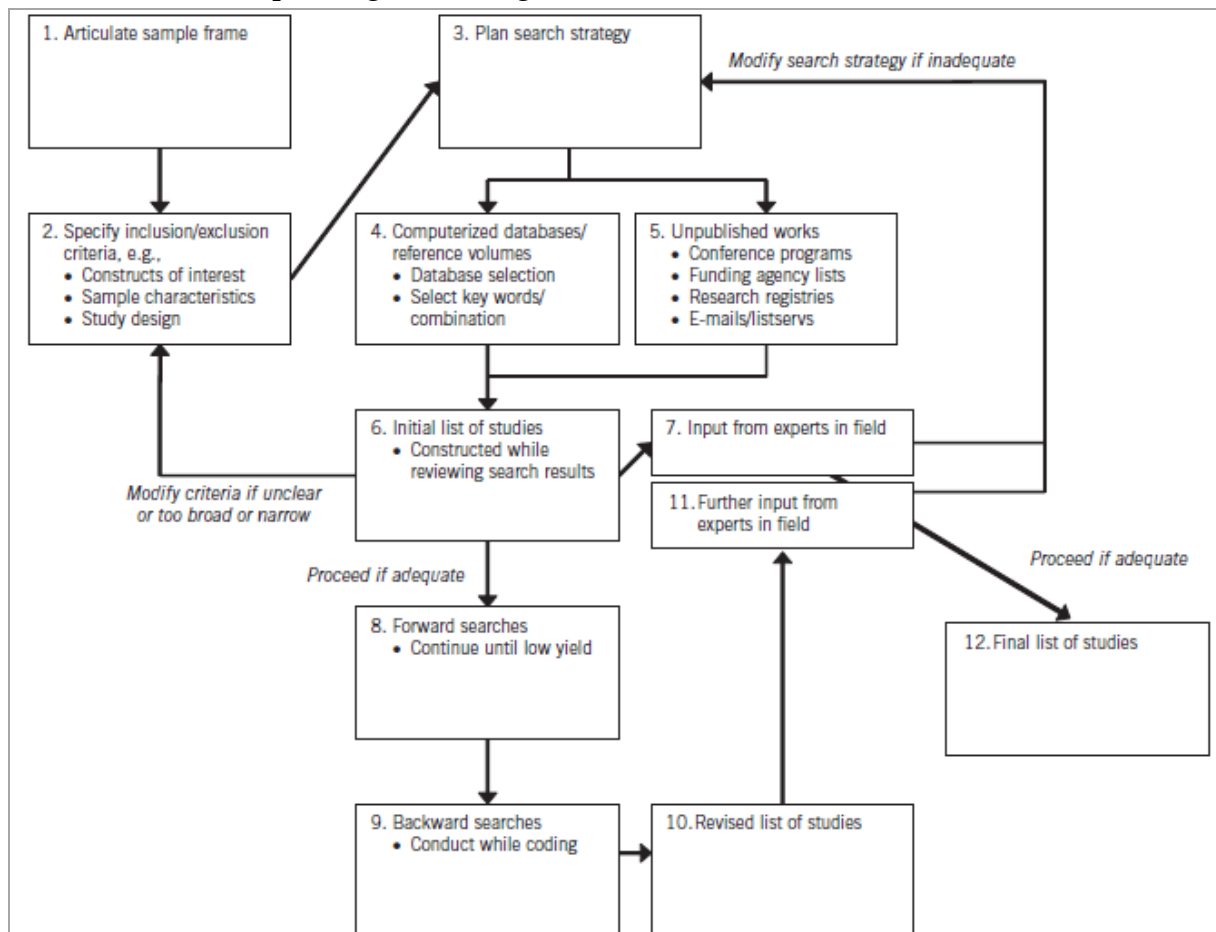 1. Articulate sample frame
3. Plan search strategy
Modify search strategy if inadequate
2. Specify inclusion/exclusion
criteria, e.g.,
• Constructs of interest
• Sample characteristics
• Study design
4. Computerized databases/
reference volumes
• Database selection
• Select key words/
combination
5. Unpublished works
• Conference programs
• Funding agency lists
• Research registries
• E-mails/listservs
6. Initial list of studies
• Constructed while
reviewing search results
7. Input from experts in field
Modify criteria if unclear
or too broad or narrow
11. Further input from
experts in field
Proceed if adequate
Proceed if adequate
8. Forward searches
• Continue until low yield
12. Final list of studies
9. Backward searches
• Conduct while coding
10. Revised list of studies